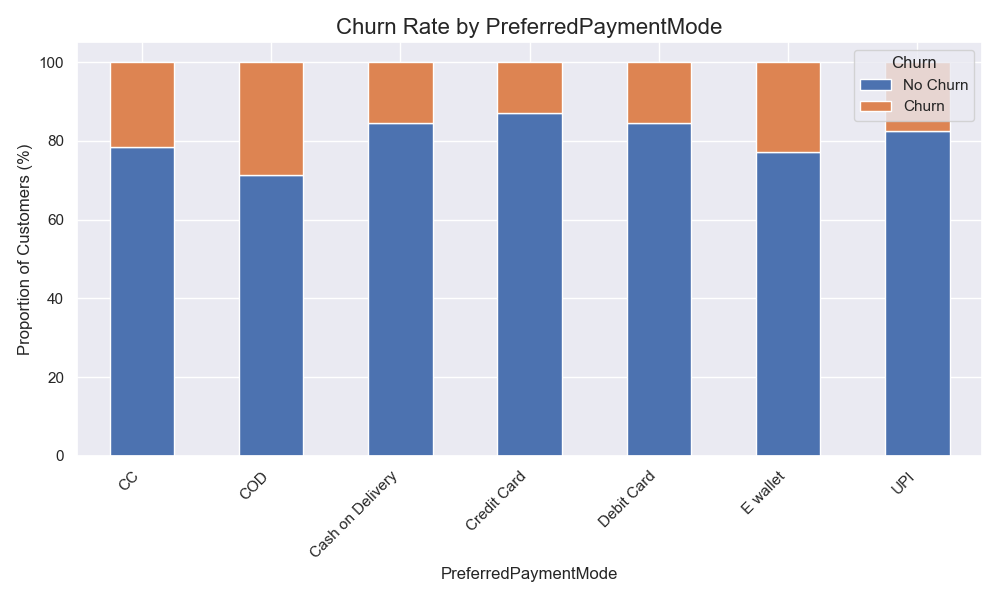 Churn Rate by PreferredPaymentMode
Churn
No Churn
Churn
Proportion of Customers (%)
100
80
60
40
20
0
CC
COD
Cash on Delivery
Credit Card
Debit Card
E wallet
UPI
PreferredPaymentMode